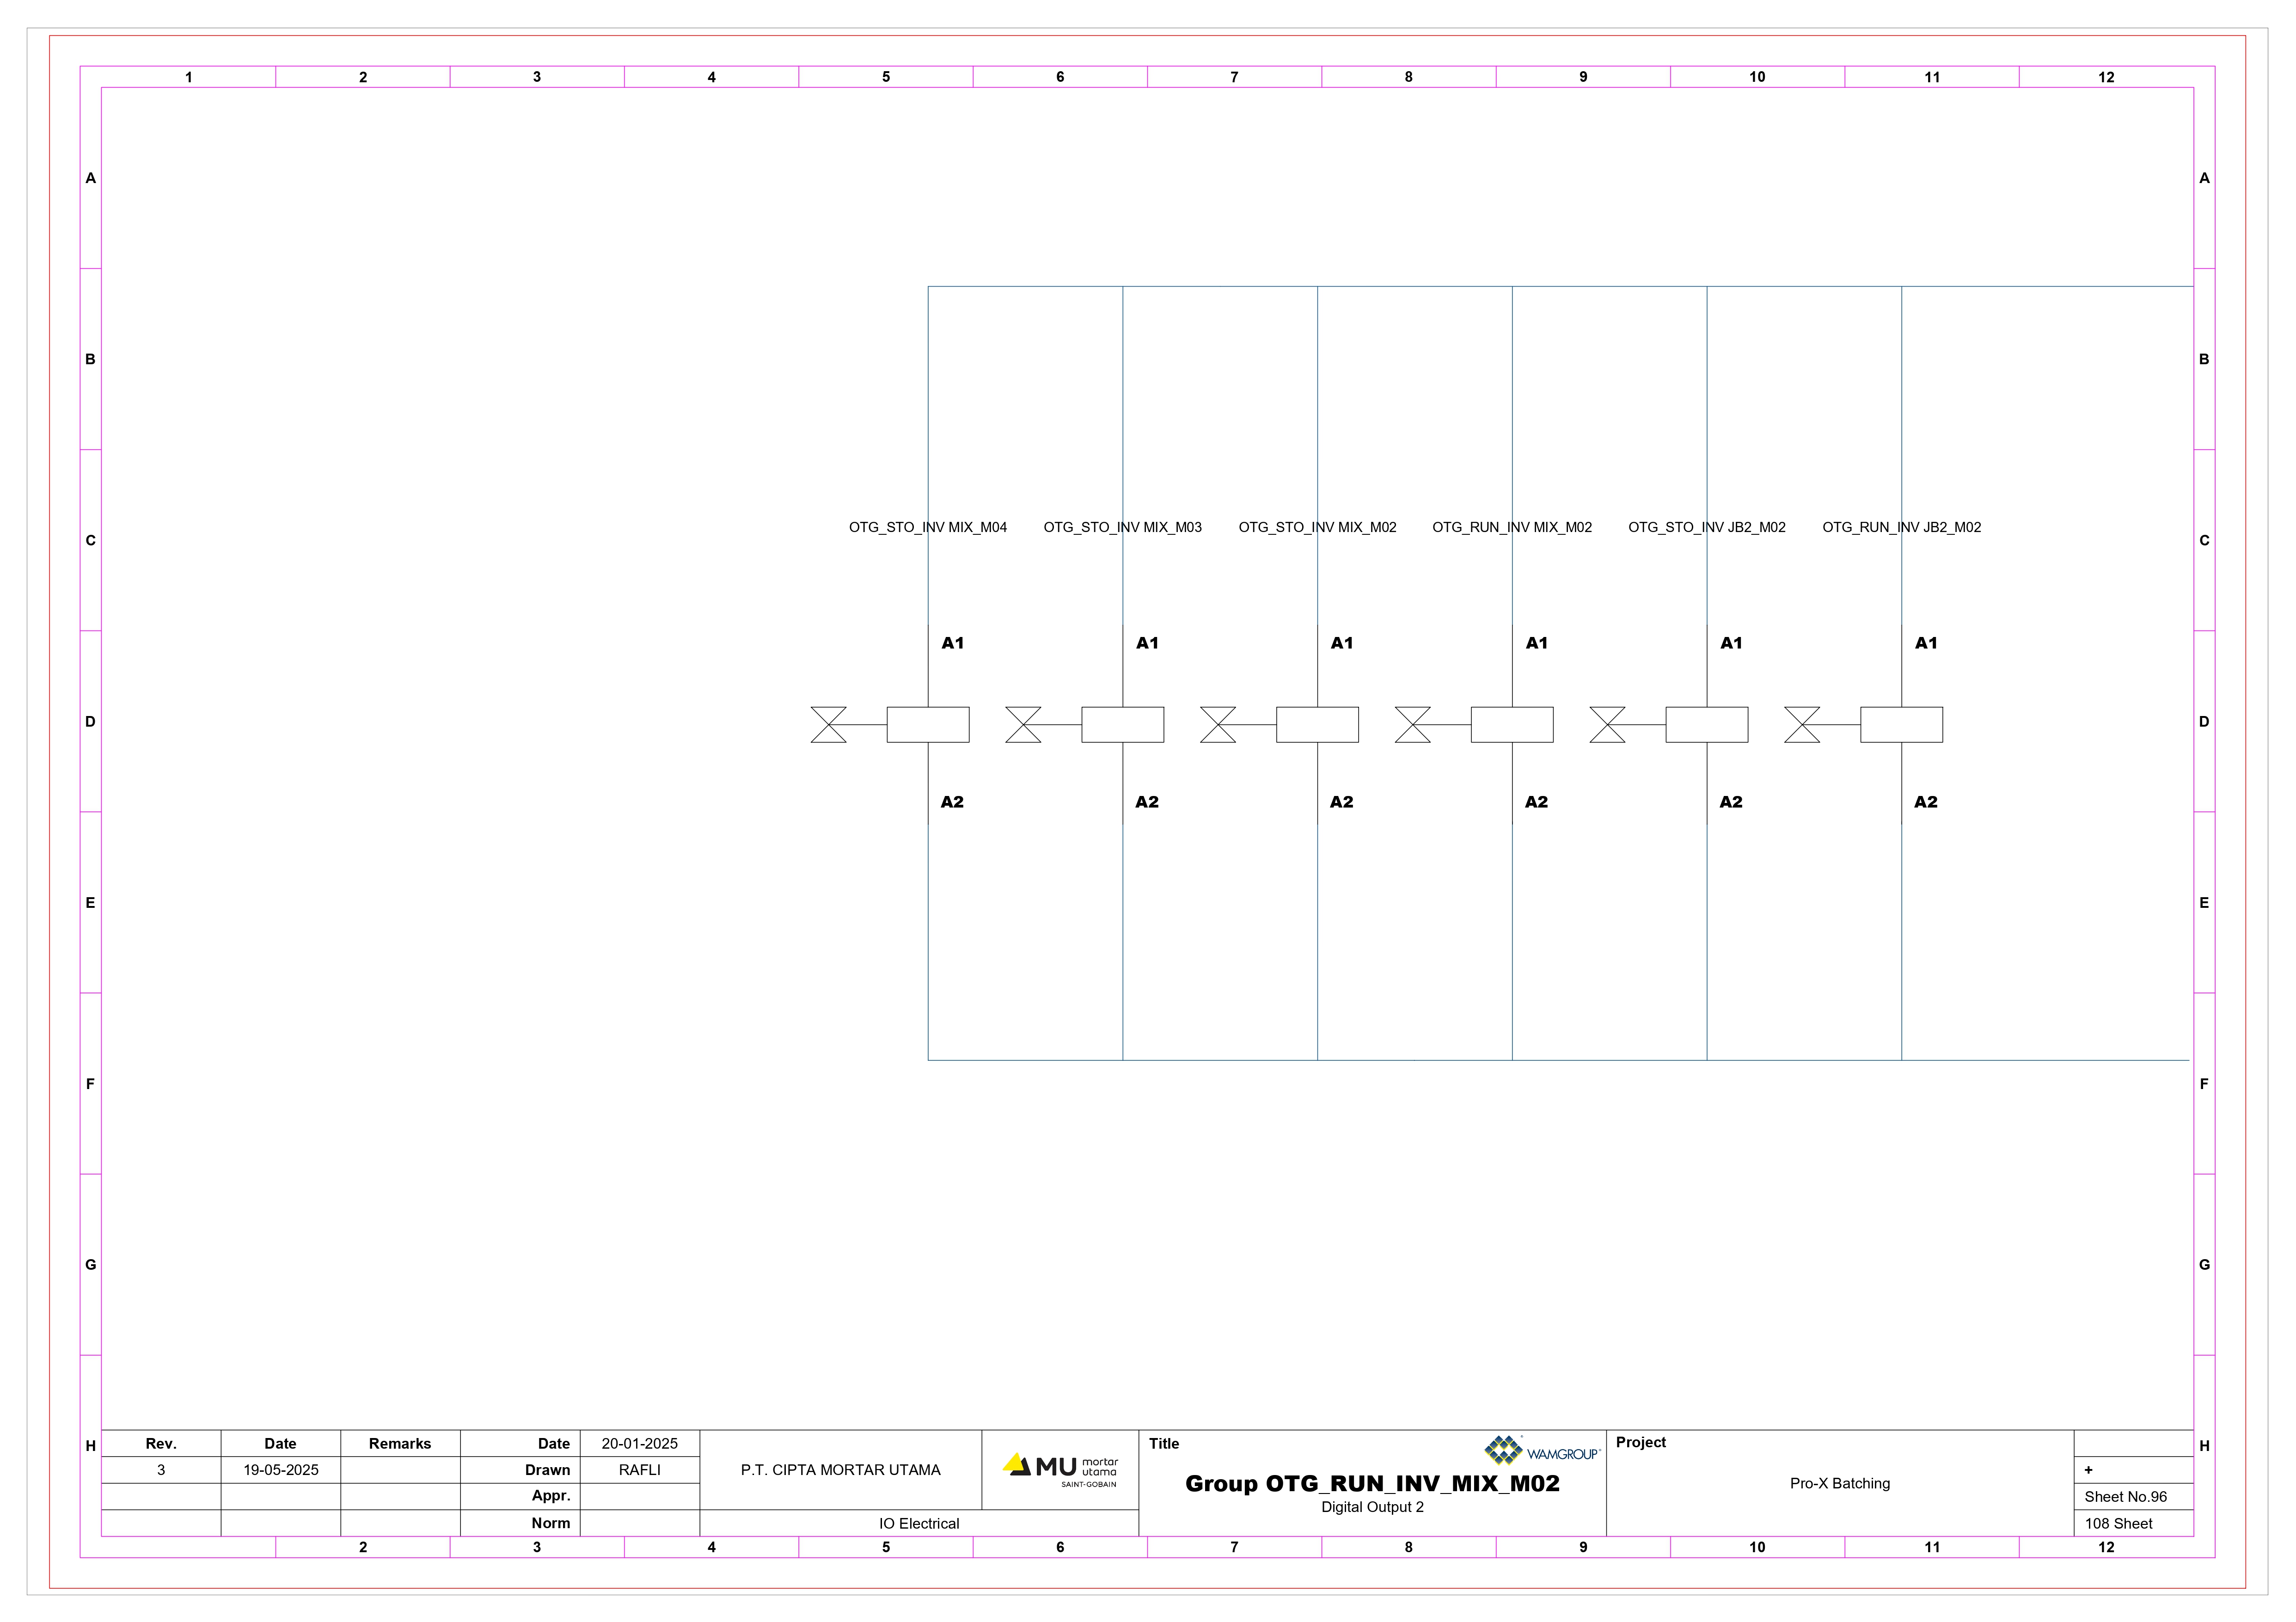 1 2 3 4 5 6 7 8 9 10 11 12
A A
B B
OTG_STO_INV MIX_M04 OTG_STO_INV MIX_M03 OTG_STO_INV MIX_M02 OTG_RUN_INV MIX_M02 OTG_STO_INV JB2_M02 OTG_RUN_INV JB2_M02
C C
A1 A1 A1 A1 A1 A1
D D
A2 A2 A2 A2 A2 A2
E E
F F
G G
H H
Rev. Date Remarks Date 20-01-2025
3 19-05-2025 Drawn RAFLI
Appr.
Norm
P.T. CIPTA MORTAR UTAMA
MU mortar
utama
SAINT-GOBAIN
IO Electrical
Title
WAMGROUP
Group OTG_RUN_INV_MIX_M02
Digital Output 2
Project
Pro-X Batching
+
Sheet No.96
108 Sheet
2 3 4 5 6 7 8 9 10 11 12